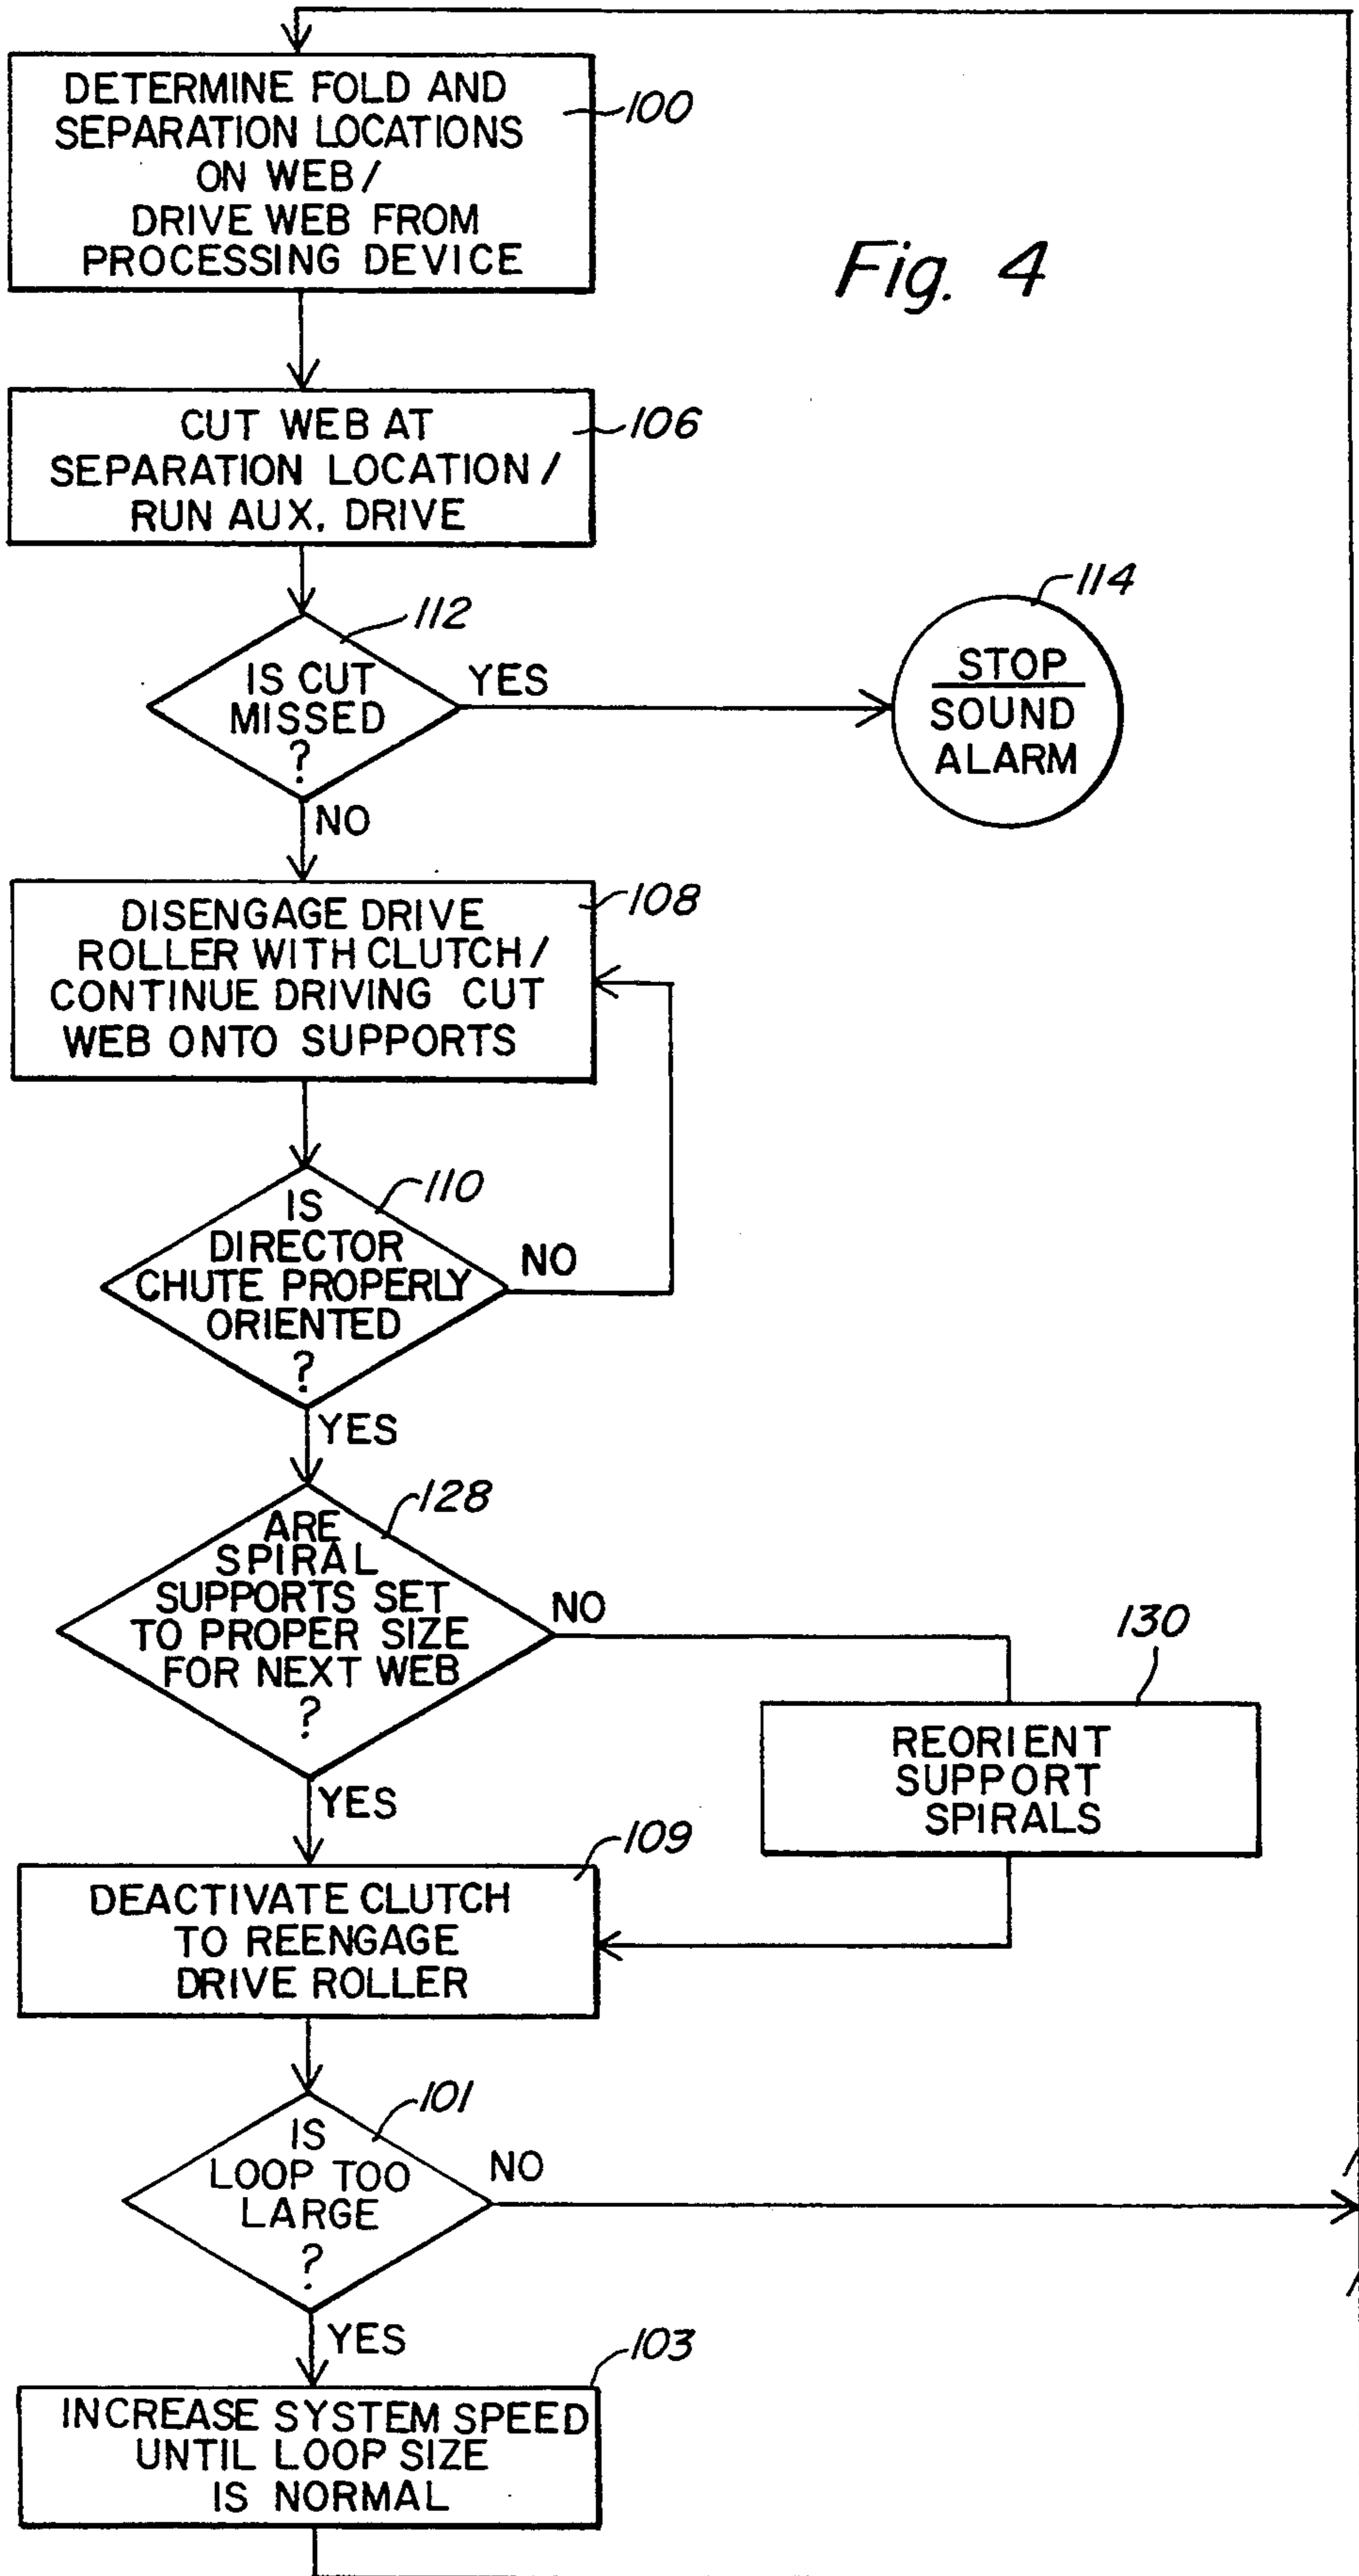 DETERMINE FOLD AND
SEPARATION LOCATIONS
ON WEB/
DRIVE WEB FROM
PROCESSING DEVICE
100
Fig. 4
CUT WEB AT
SEPARATION LOCATION/
RUN AUX. DRIVE
106
112
IS CUT
MISSED
?
YES
NO
114
STOP
SOUND
ALARM
DISENGAGE DRIVE
ROLLER WITH CLUTCH/
CONTINUE DRIVING CUT
WEB ONTO SUPPORTS
108
110
IS
DIRECTOR
CHUTE PROPERLY
ORIENTED
?
NO
YES
128
ARE
SPIRAL
SUPPORTS SET
TO PROPER SIZE
FOR NEXT WEB
?
NO
YES
130
REORIENT
SUPPORT
SPIRALS
109
DEACTIVATE CLUTCH
TO REENGAGE
DRIVE ROLLER
101
IS
LOOP TOO
LARGE
?
NO
YES
103
INCREASE SYSTEM SPEED
UNTIL LOOP SIZE
IS NORMAL